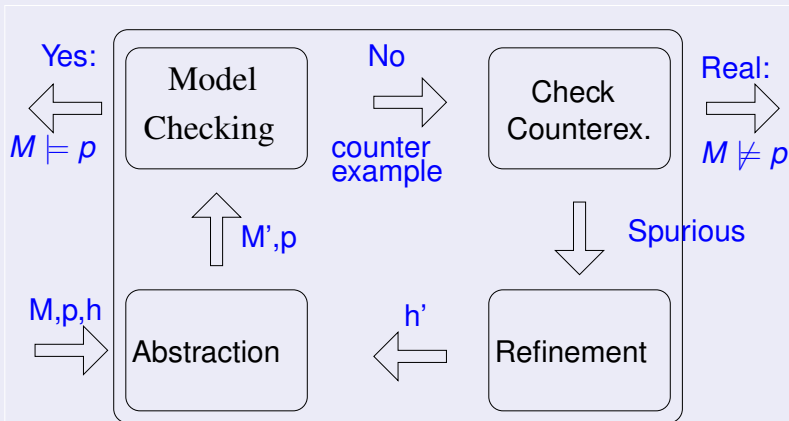 Yes:
M ⊨ p
Model
Checking
No
counter
example
Check
Counterex.
Real:
M ⊭ p
M',p
Spurious
M,p,h
Abstraction
h'
Refinement